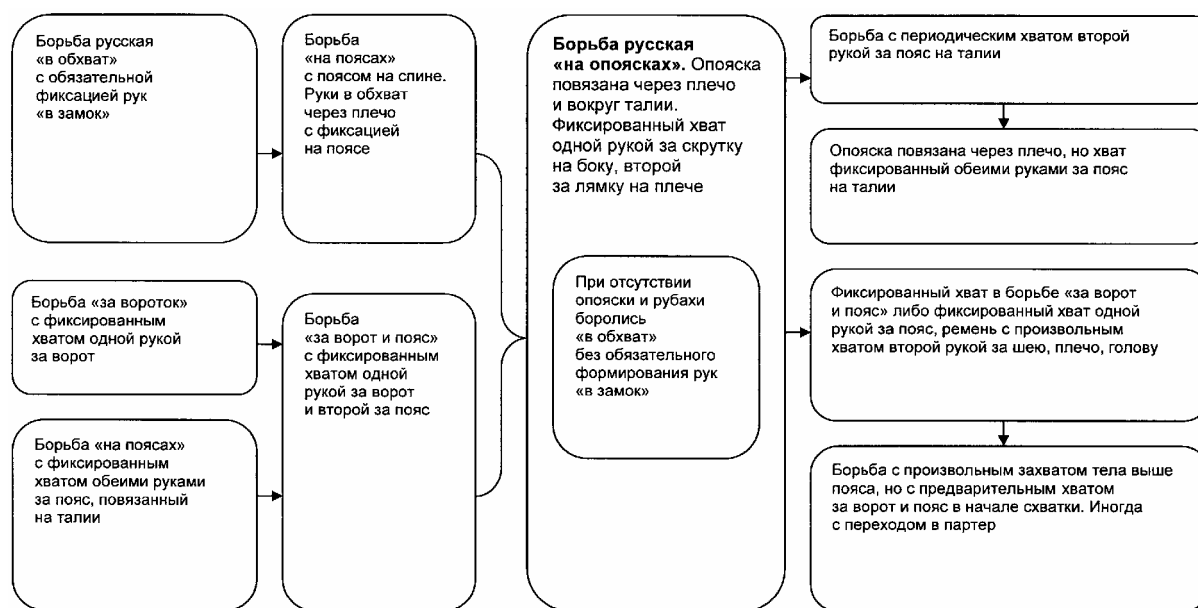 Борьба русская
«в обхват»
с обязательной
фиксацией рук
«в замок»
Борьба
«на поясах»
с поясом на спине.
Руки в обхват
через плечо
с фиксацией
на поясе
Борьба «за вороток»
с фиксированным
хватом одной рукой
за ворот
Борьба «на поясах»
с фиксированным
хватом обеими руками
за пояс, повязанный
на талии
Борьба
«за ворот и пояс»
с фиксированным
хватом одной
рукой за ворот
и второй за пояс
Борьба русская
«на опоясках». Опояска
повязана через плечо
и вокруг талии.
Фиксированный хват
одной рукой за скрутку
на боку, второй
за лямку на плече
При отсутствии
опояски и рубахи
боролись
«в обхват»
без обязательного
формирования рук
«в замок»
Борьба с периодическим хватом второй
рукой за пояс на талии
Опояска повязана через плечо, но хват
фиксированный обеими руками за пояс
на талии
Фиксированный хват в борьбе «за ворот
и пояс» либо фиксированный хват одной
рукой за пояс, ремень с произвольным
хватом второй рукой за шею, плечо, голову
Борьба с произвольным захватом тела выше
пояса, но с предварительным хватом
за ворот и пояс в начале схватки. Иногда
с переходом в партер